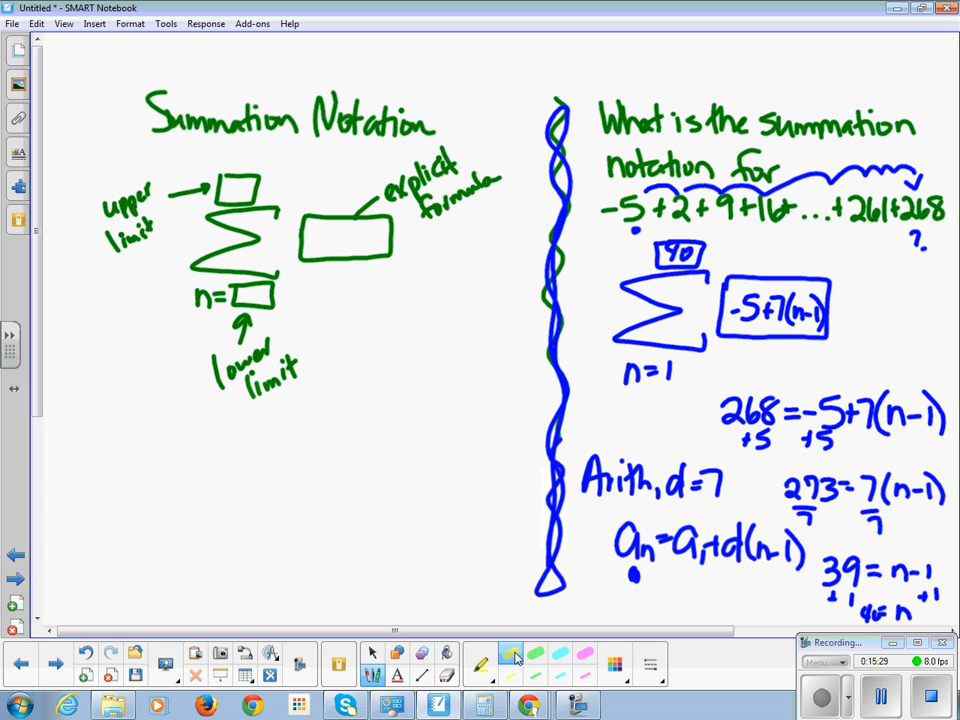 Untitled * - SMART Notebook
File Edit View Insert Format Tools Response Add-ons Help
Summation Notation
upper limit
explicit formula
n=
lower limit
What is the summation
notation for
-5+2+9+16+...+261+268
?
40
-5+7(n-1)
n=1
268=-5+7(n-1)
+5 +5
Arith, d=7
273=7(n-1)
7 7
an=a1+d(n-1)
39=n-1
+1 +1
40=n
Recording...
Menu
0:15:29
8.0 fps